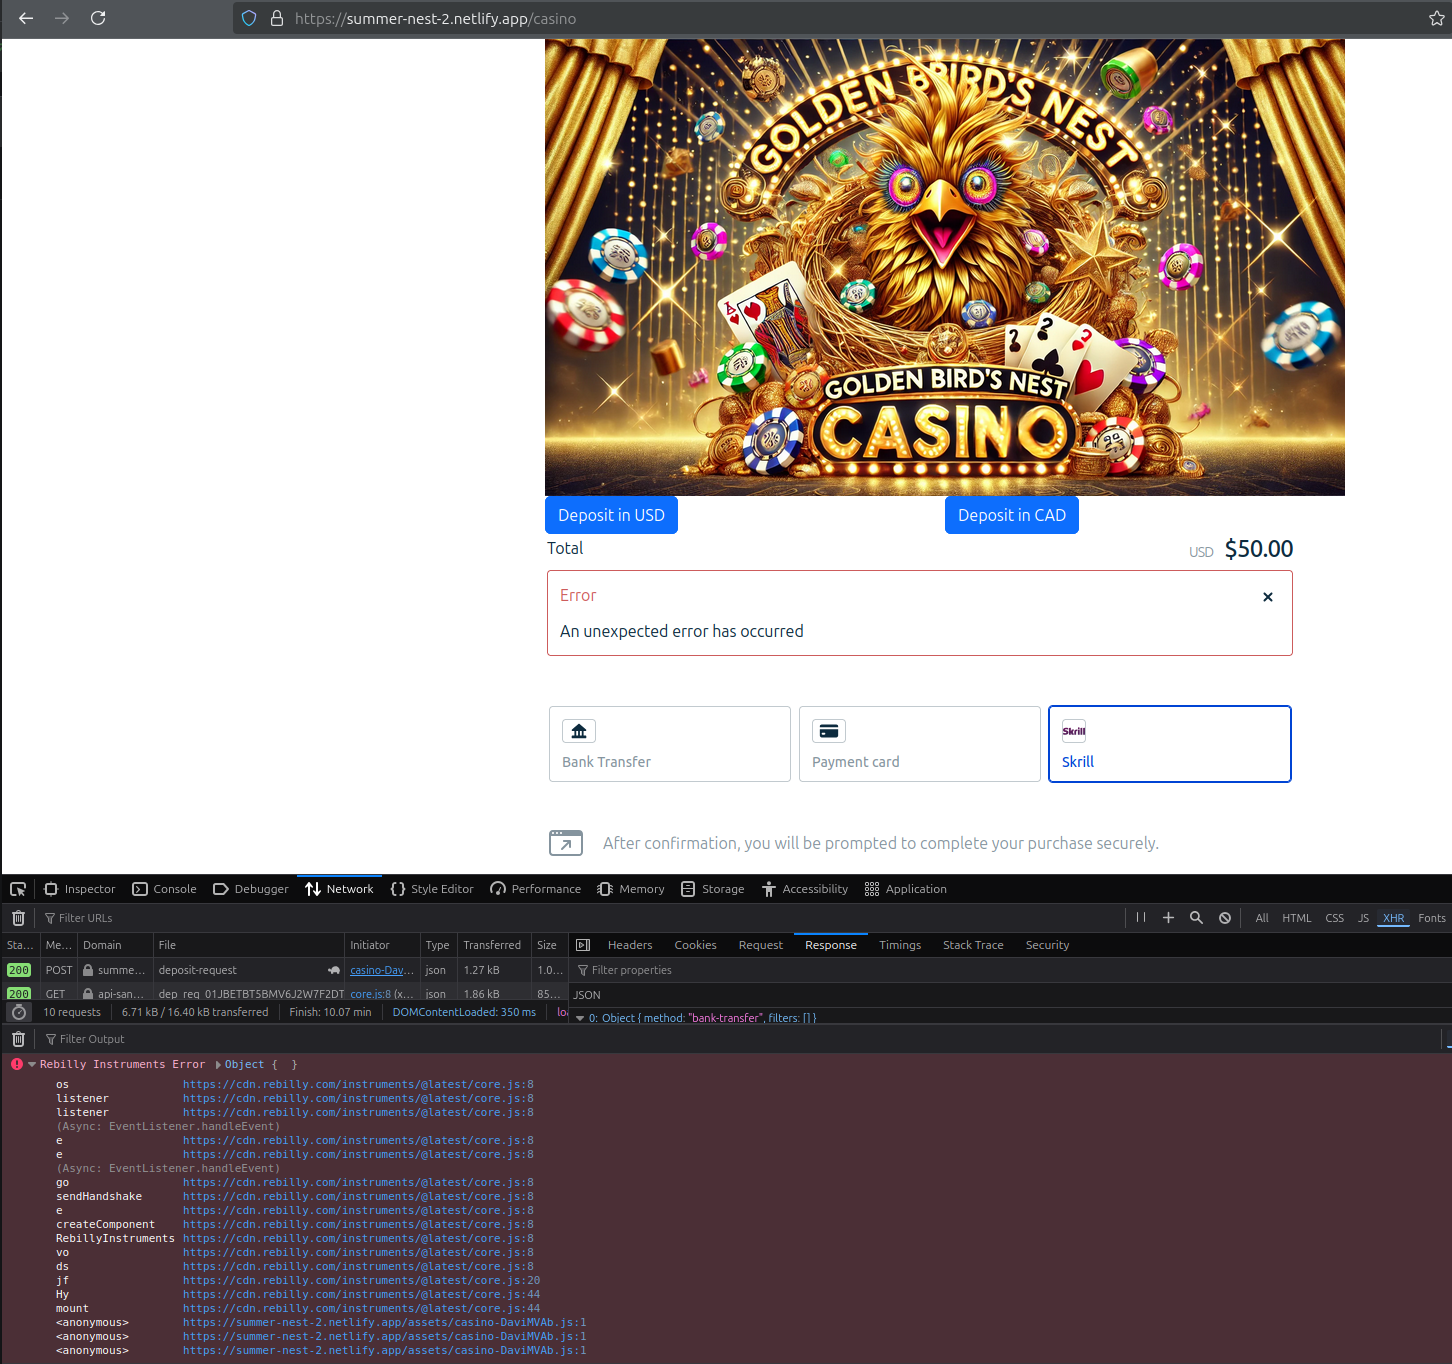 https://summer-nest-2.netlify.app/casino
GOLDEN BRIRD'S NEST
GOLDEN BIRD'S NEST
CASINO
Deposit in USD
Deposit in CAD
Total
USD $50.00
Error
An unexpected error has occurred
Bank Transfer
Payment card
Skrill
Skrill
After confirmation, you will be prompted to complete your purchase securely.
Inspector Console Debugger Network Style Editor Performance Memory Storage Accessibility Application
Filter URLs
All HTML CSS JS XHR Fonts
Sta... Me... Domain File Initiator Type Transferred Size
Headers Cookies Request Response Timings Stack Trace Security
200 POST summe... deposit-request casino-Dav... json 1.27 kB 1.0...
Filter properties
200 GET api-san... dep_req_01JBETBT5BMV6J2W7F2DT core.js:8 (x... json 1.86 kB 85...
JSON
10 requests 6.71 kB / 16.40 kB transferred Finish: 10.07 min DOMContentLoaded: 350 ms loa
0: Object { method: "bank-transfer", filters: [] }
Filter Output
Rebilly Instruments Error Object { }
os https://cdn.rebilly.com/instruments/@latest/core.js:8
listener https://cdn.rebilly.com/instruments/@latest/core.js:8
listener https://cdn.rebilly.com/instruments/@latest/core.js:8
(Async: EventListener.handleEvent)
e https://cdn.rebilly.com/instruments/@latest/core.js:8
e https://cdn.rebilly.com/instruments/@latest/core.js:8
(Async: EventListener.handleEvent)
go https://cdn.rebilly.com/instruments/@latest/core.js:8
sendHandshake https://cdn.rebilly.com/instruments/@latest/core.js:8
e https://cdn.rebilly.com/instruments/@latest/core.js:8
createComponent https://cdn.rebilly.com/instruments/@latest/core.js:8
RebillyInstruments https://cdn.rebilly.com/instruments/@latest/core.js:8
vo https://cdn.rebilly.com/instruments/@latest/core.js:8
ds https://cdn.rebilly.com/instruments/@latest/core.js:8
jf https://cdn.rebilly.com/instruments/@latest/core.js:20
Hy https://cdn.rebilly.com/instruments/@latest/core.js:44
mount https://cdn.rebilly.com/instruments/@latest/core.js:44
<anonymous> https://summer-nest-2.netlify.app/assets/casino-DaviMVAb.js:1
<anonymous> https://summer-nest-2.netlify.app/assets/casino-DaviMVAb.js:1
<anonymous> https://summer-nest-2.netlify.app/assets/casino-DaviMVAb.js:1